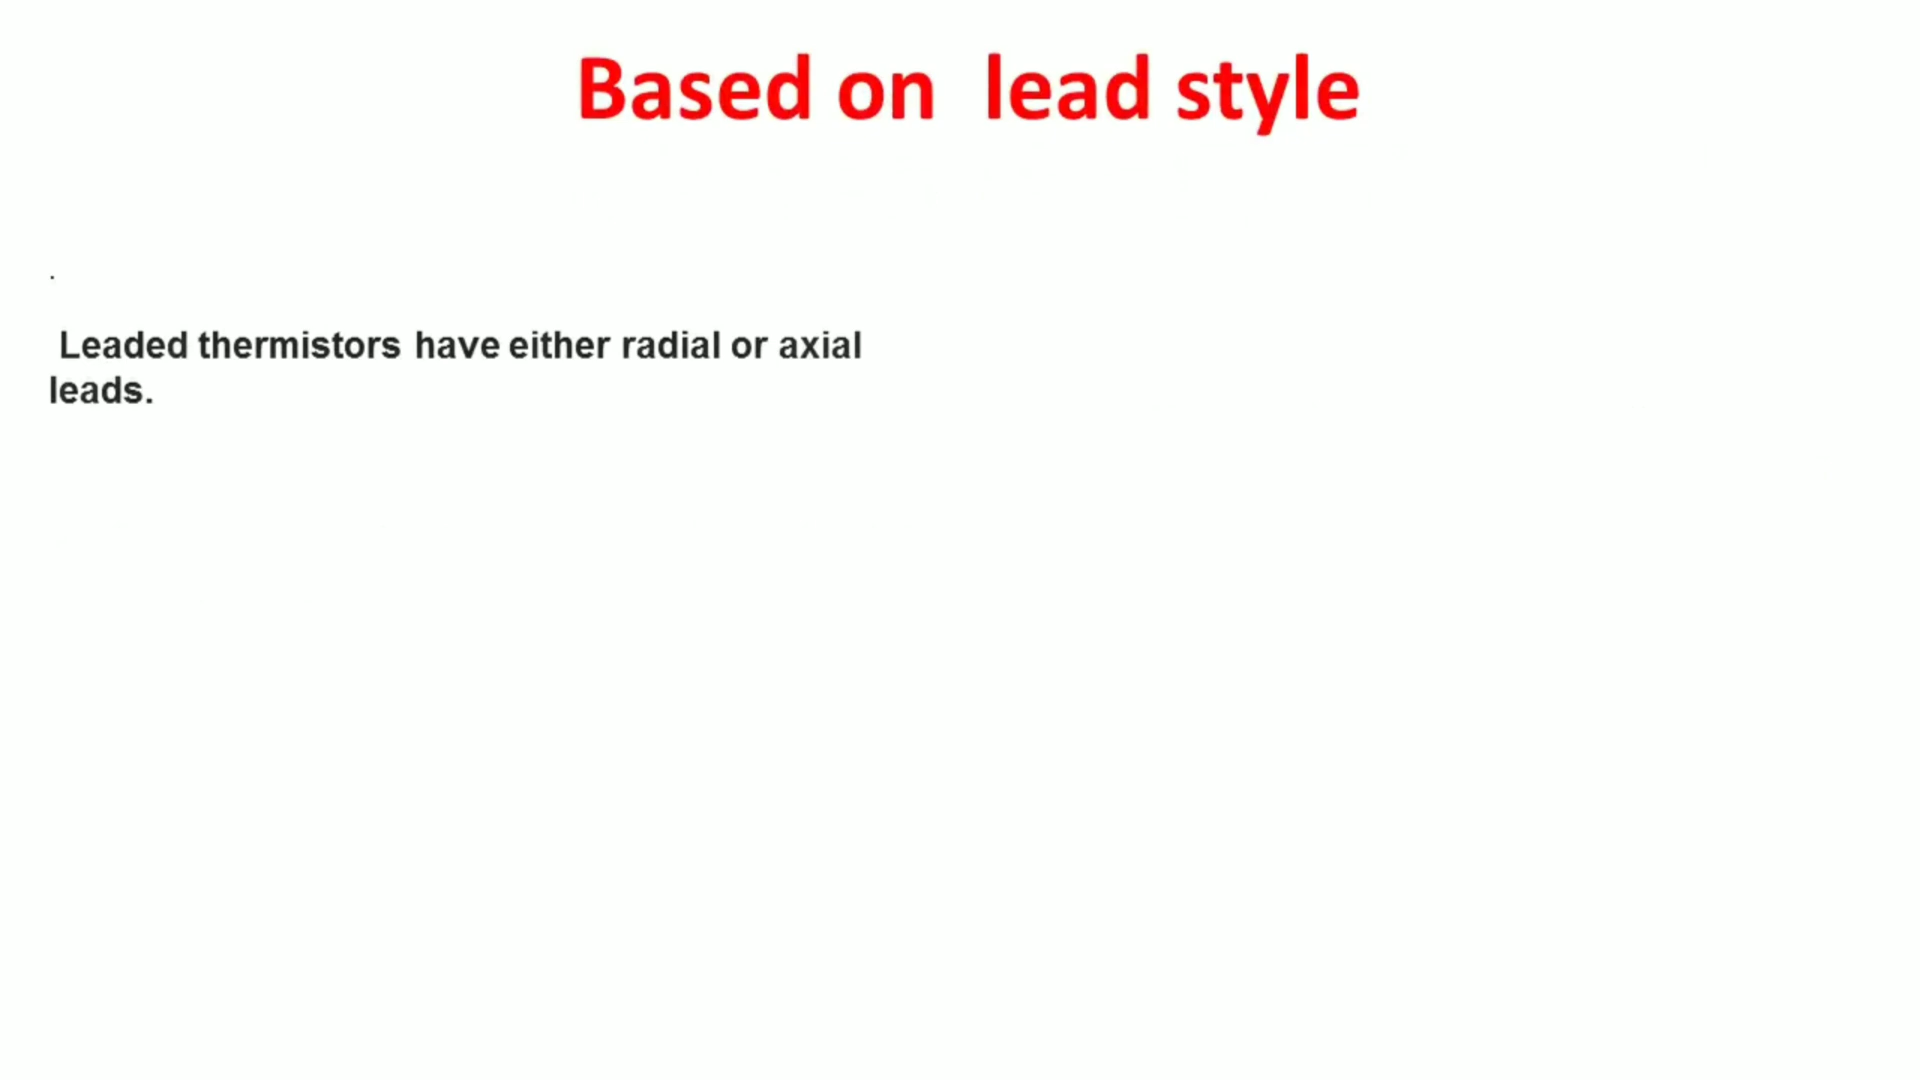 Based on lead style
.
Leaded thermistors have either radial or axial
leads.